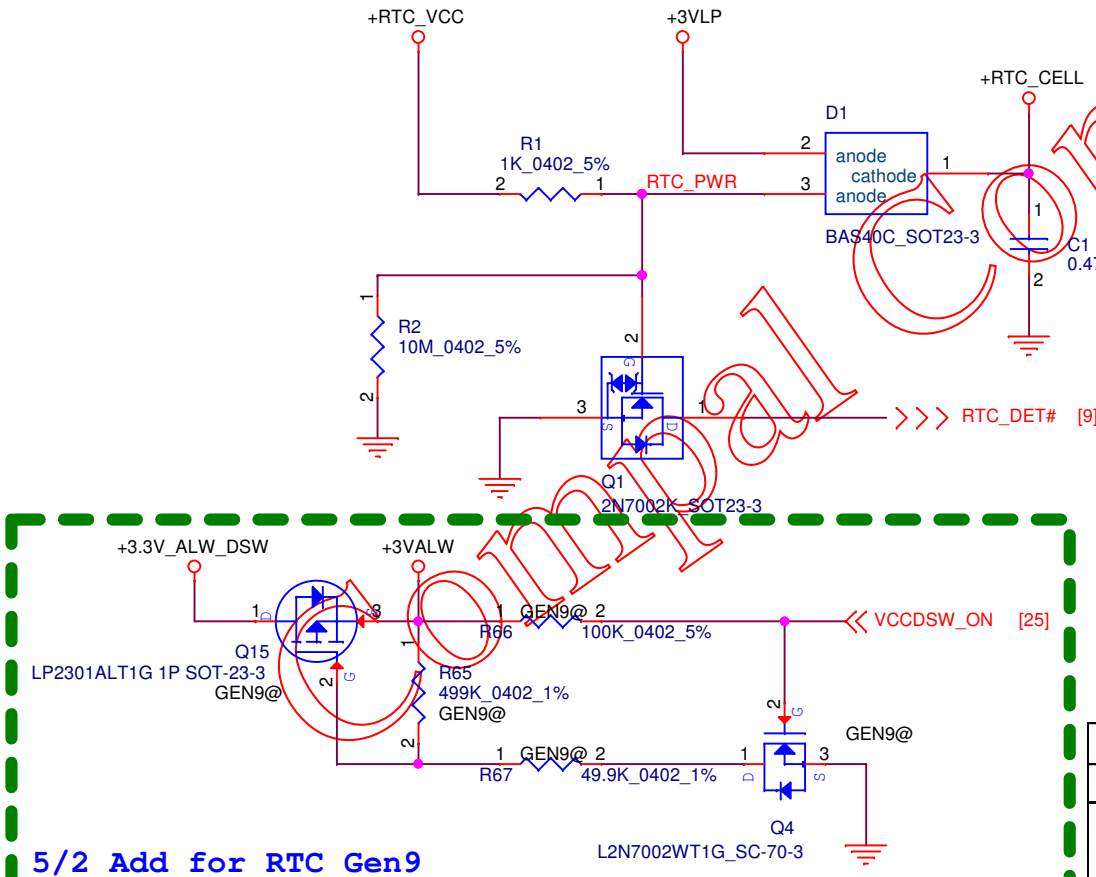 +RTC_VCC
+3VLP
+RTC_CELL
D1
R1
1K_0402_5%
2
1
RTC_PWR
2
3
anode
cathode
anode
1
BAS40C_SOT23-3
1
C1
0.47
2
1
R2
10M_0402_5%
2
2
G
3
S
D
1
RTC_DET#
[9]
Q1
2N7002K_SOT23-3
Compal Co
+3.3V_ALW_DSW
+3VALW
1
D
3
S
Q15
LP2301ALT1G 1P SOT-23-3
GEN9@
2
G
1
GEN9@
2
R66
100K_0402_5%
VCCDSW_ON
[25]
1
R65
499K_0402_1%
GEN9@
2
1
GEN9@
2
R67
49.9K_0402_1%
2
G
GEN9@
1
D
3
S
Q4
L2N7002WT1G_SC-70-3
5/2 Add for RTC Gen9